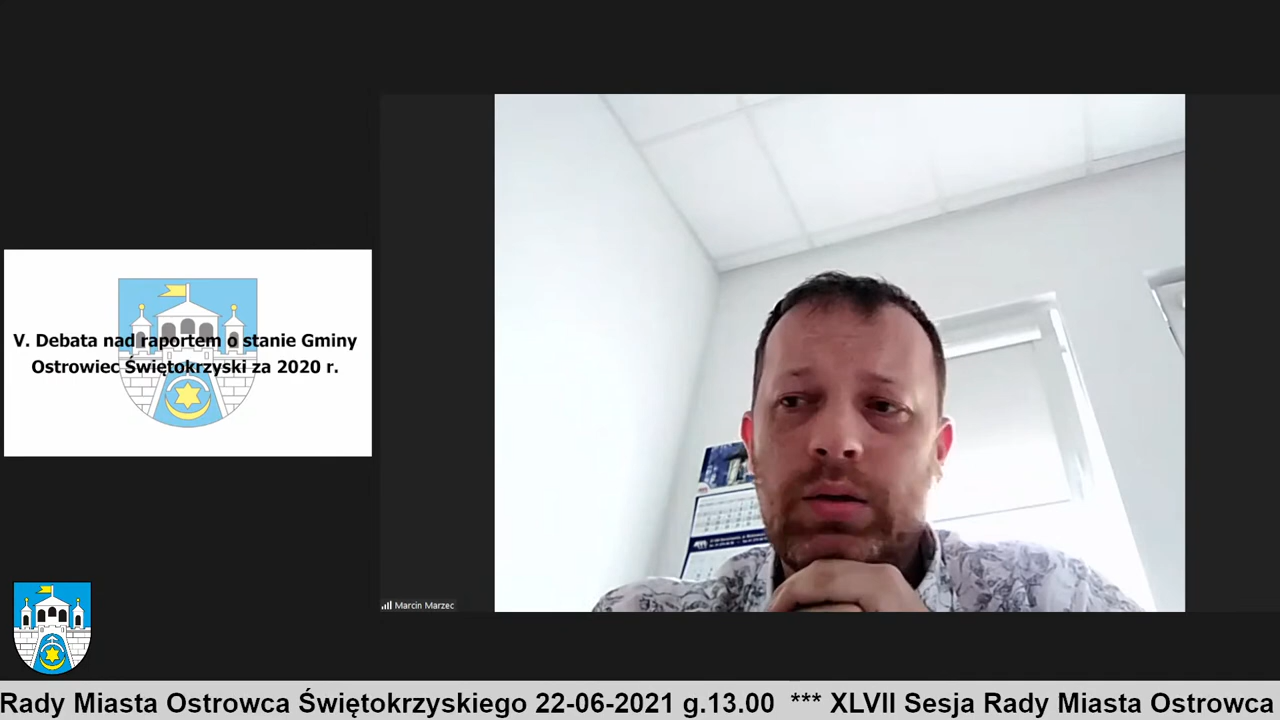 V. Debata nad raportem o stanie Gminy
Ostrowiec Świętokrzyski za 2020 r.
Marcin Marzec
Rady Miasta Ostrowca Świętokrzyskiego 22-06-2021 g.13.00 *** XLVII Sesja Rady Miasta Ostrowca